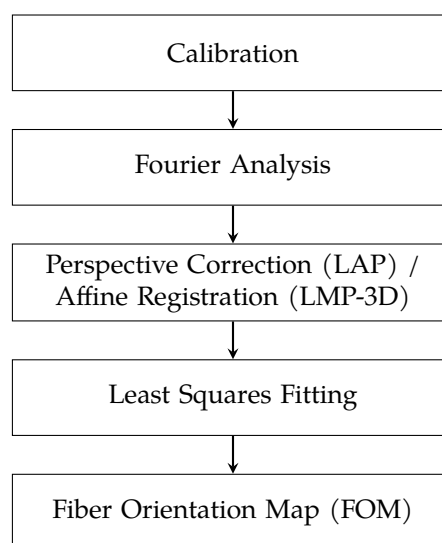 Calibration
Fourier Analysis
Perspective Correction (LAP) /
Affine Registration (LMP-3D)
Least Squares Fitting
Fiber Orientation Map (FOM)